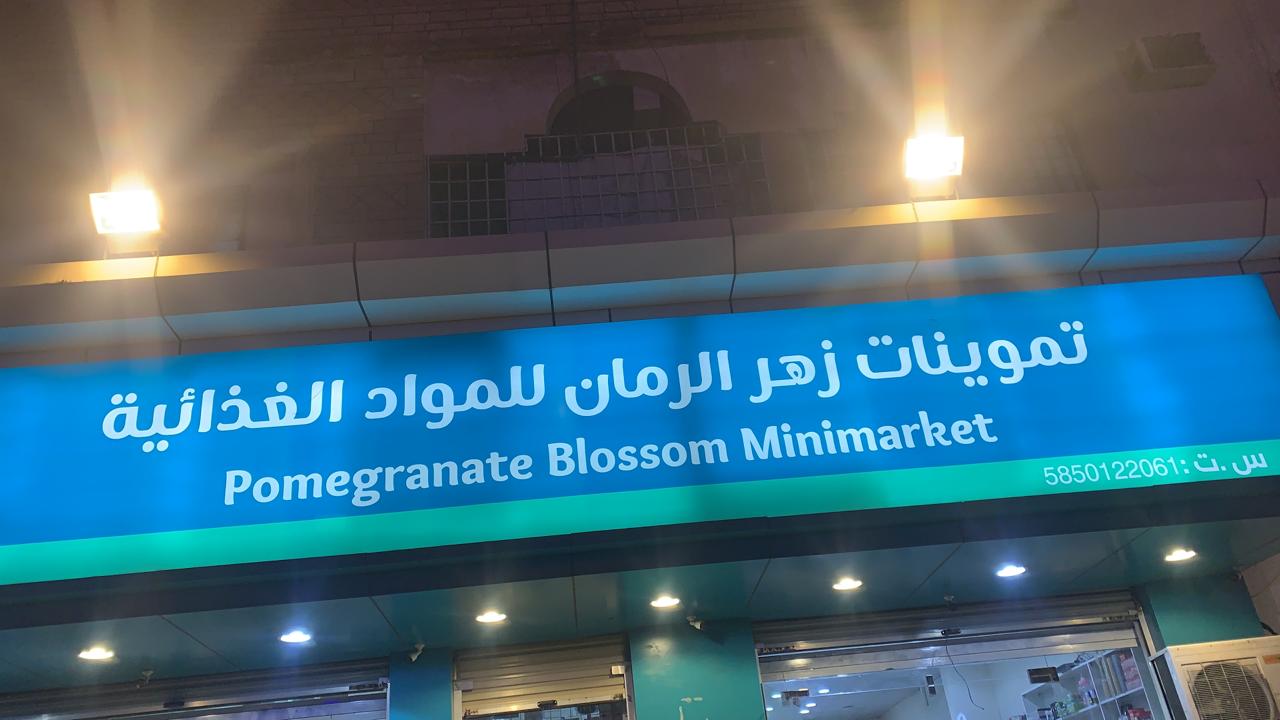 تموينات زهر الرمان للمواد الغذائية
Pomegranate Blossom Minimarket
س.ت: 5850122061